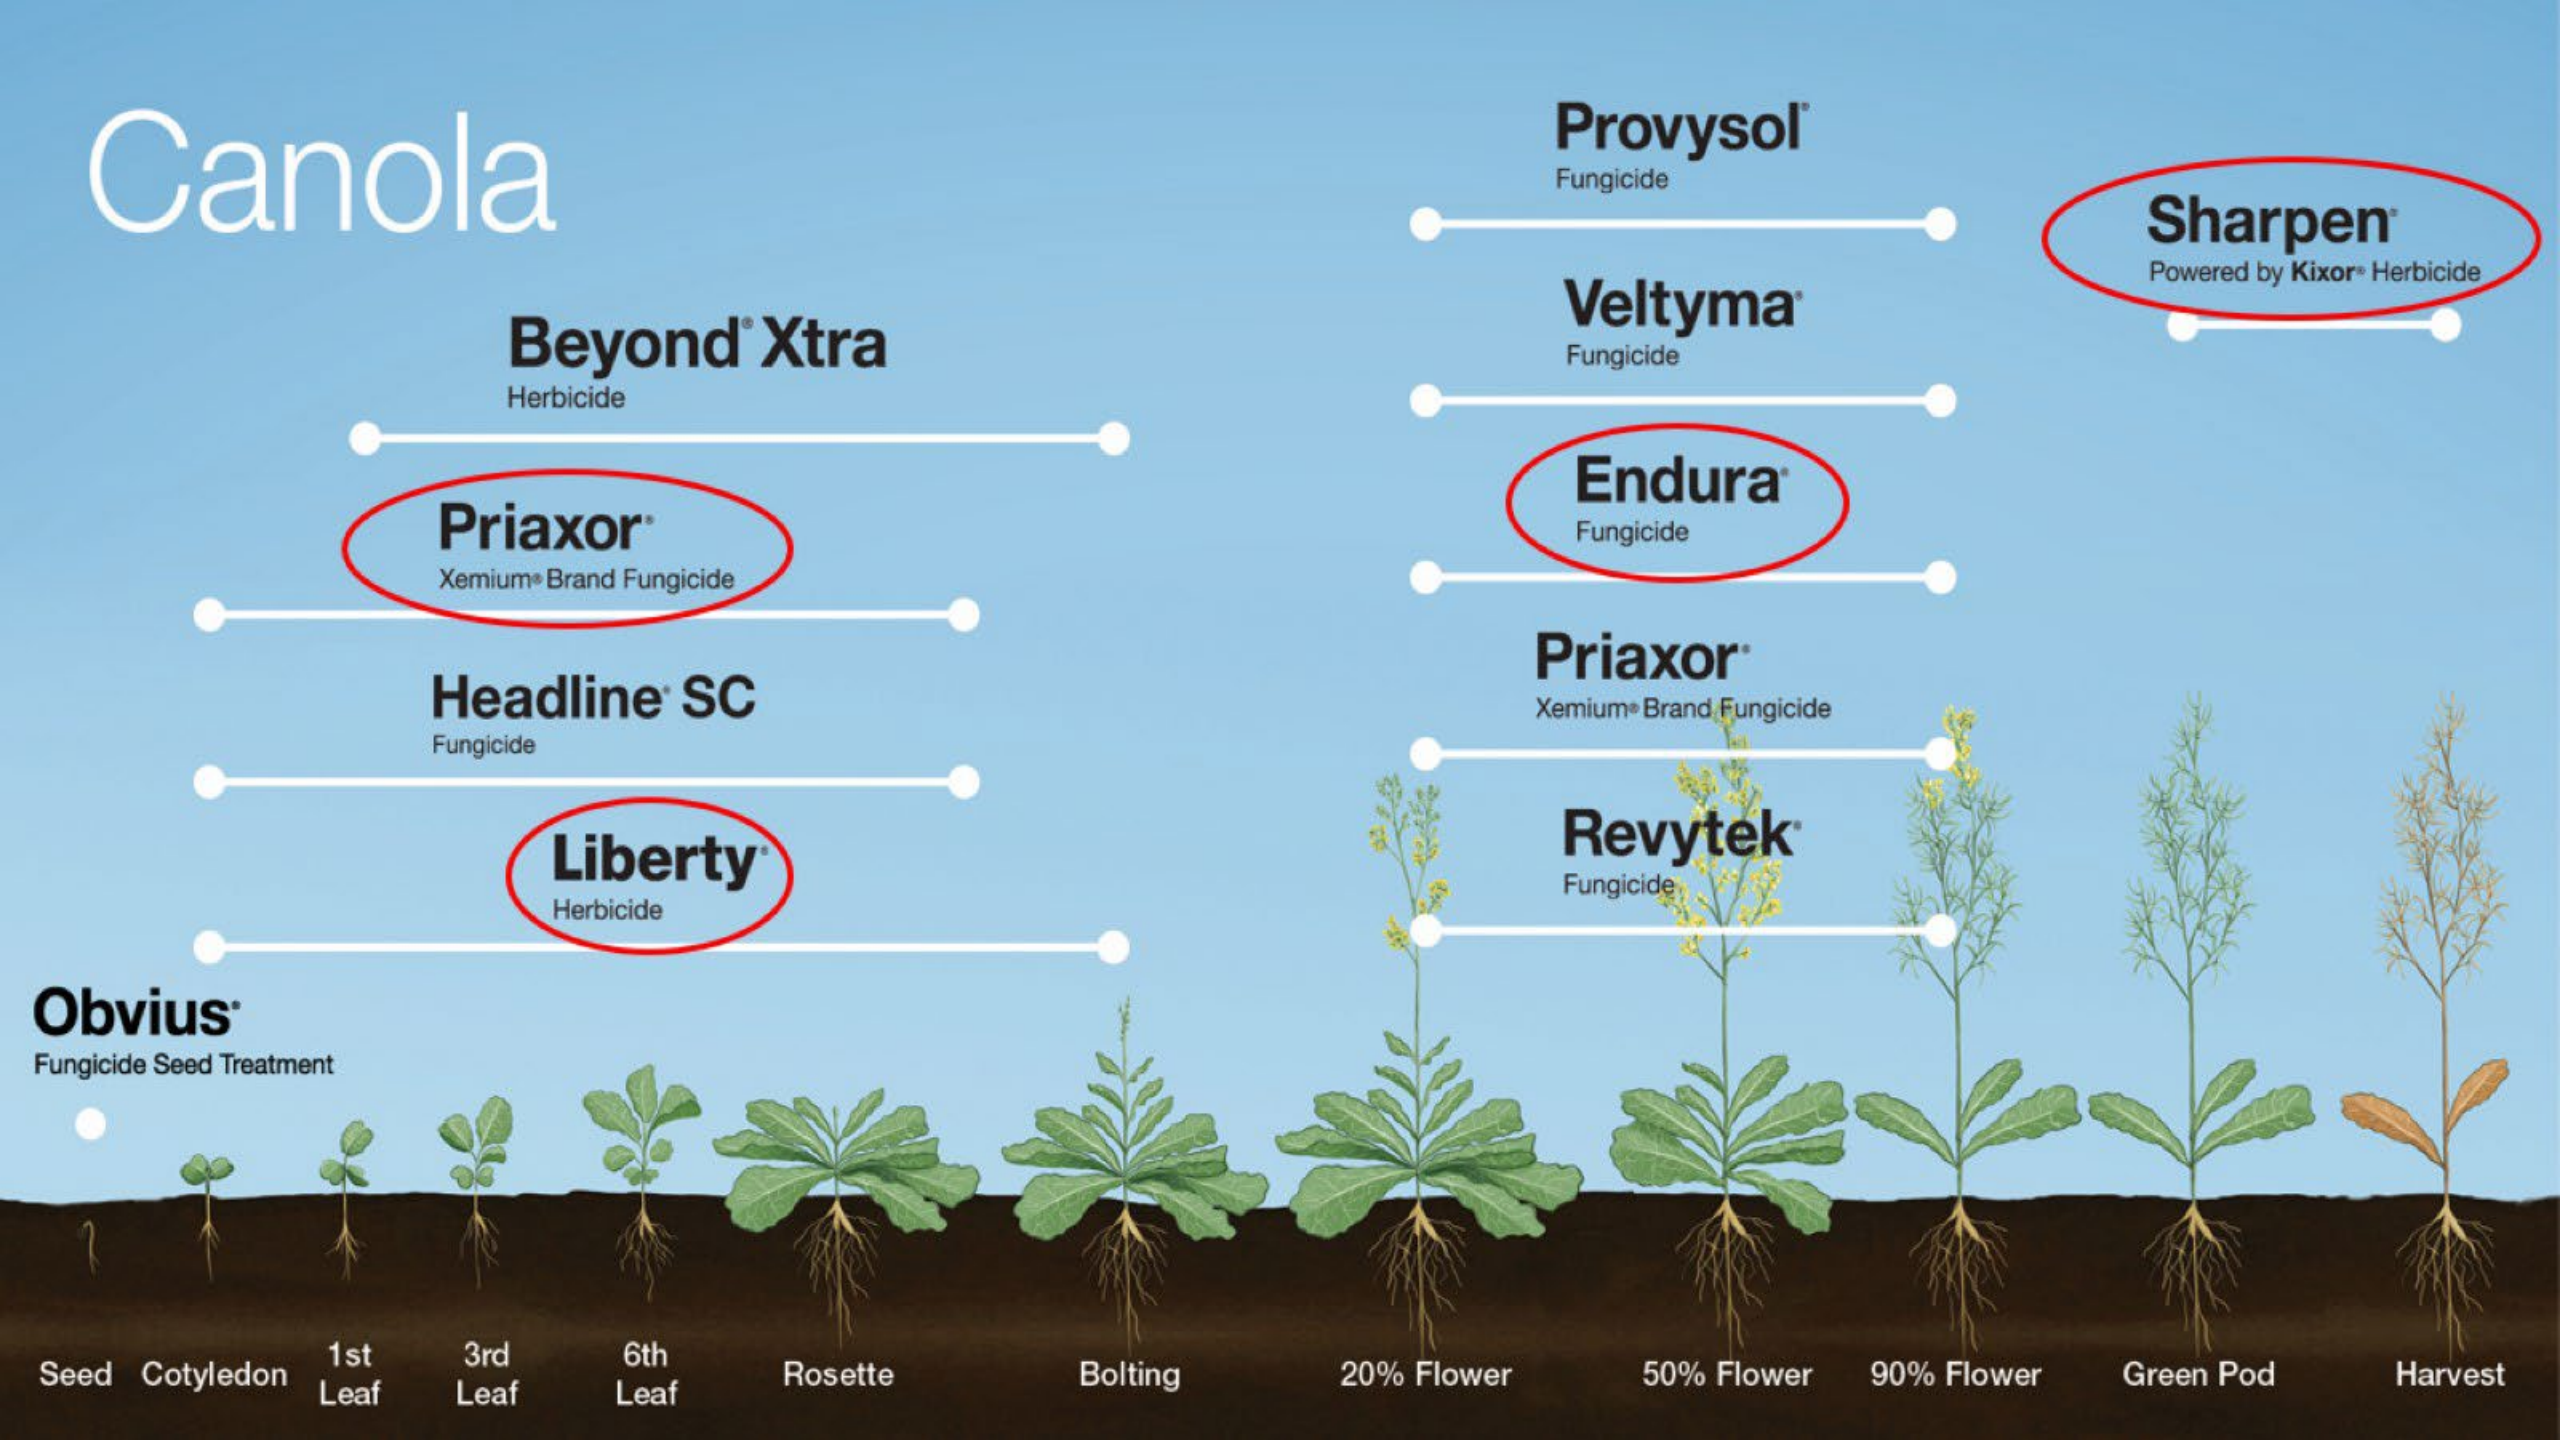 Canola
Beyond® Xtra
Herbicide
Priaxor®
Xemium® Brand Fungicide
Headline® SC
Fungicide
Liberty®
Herbicide
Obvius®
Fungicide Seed Treatment
Provysol®
Fungicide
Veltyma®
Fungicide
Endura®
Fungicide
Priaxor®
Xemium® Brand Fungicide
Revytek®
Fungicide
Sharpen®
Powered by Kixor® Herbicide
Seed
Cotyledon
1st
Leaf
3rd
Leaf
6th
Leaf
Rosette
Bolting
20% Flower
50% Flower
90% Flower
Green Pod
Harvest